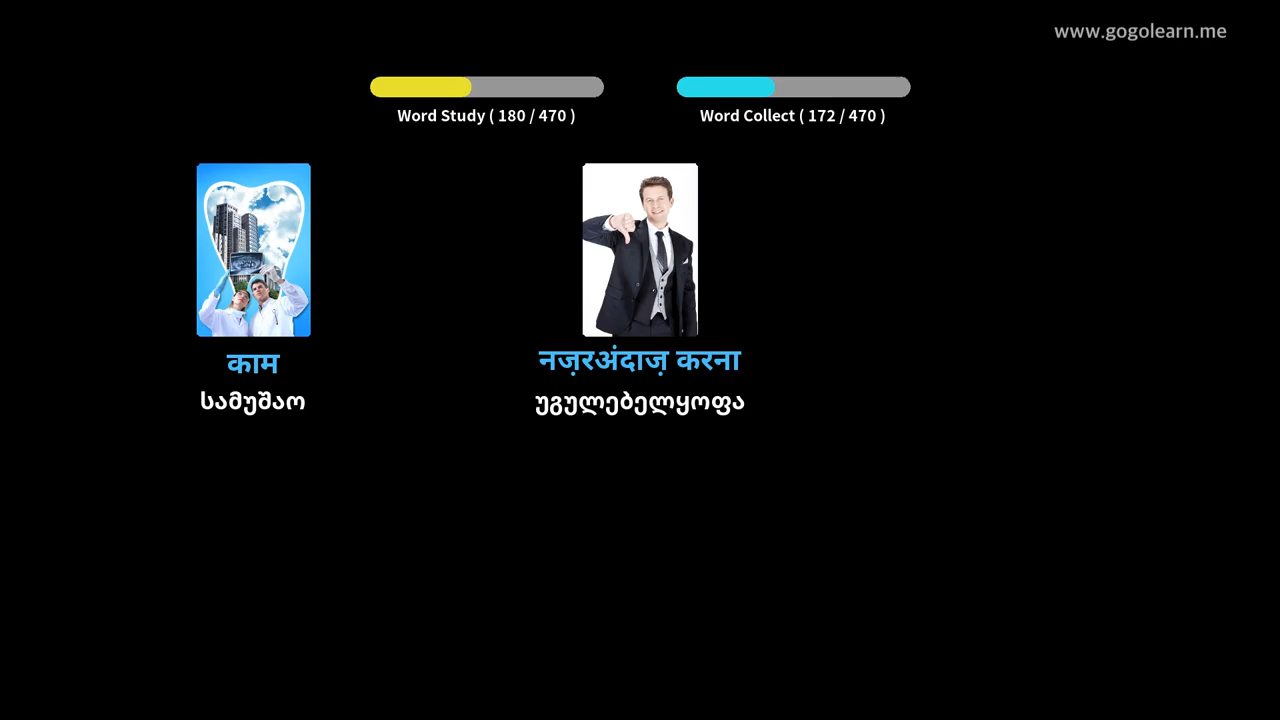 www.gogolearn.me
Word Study ( 180 / 470 )
Word Collect ( 172 / 470 )
काम
नज़रअंदाज़ करना
სამუშაო
უგულებელყოფა